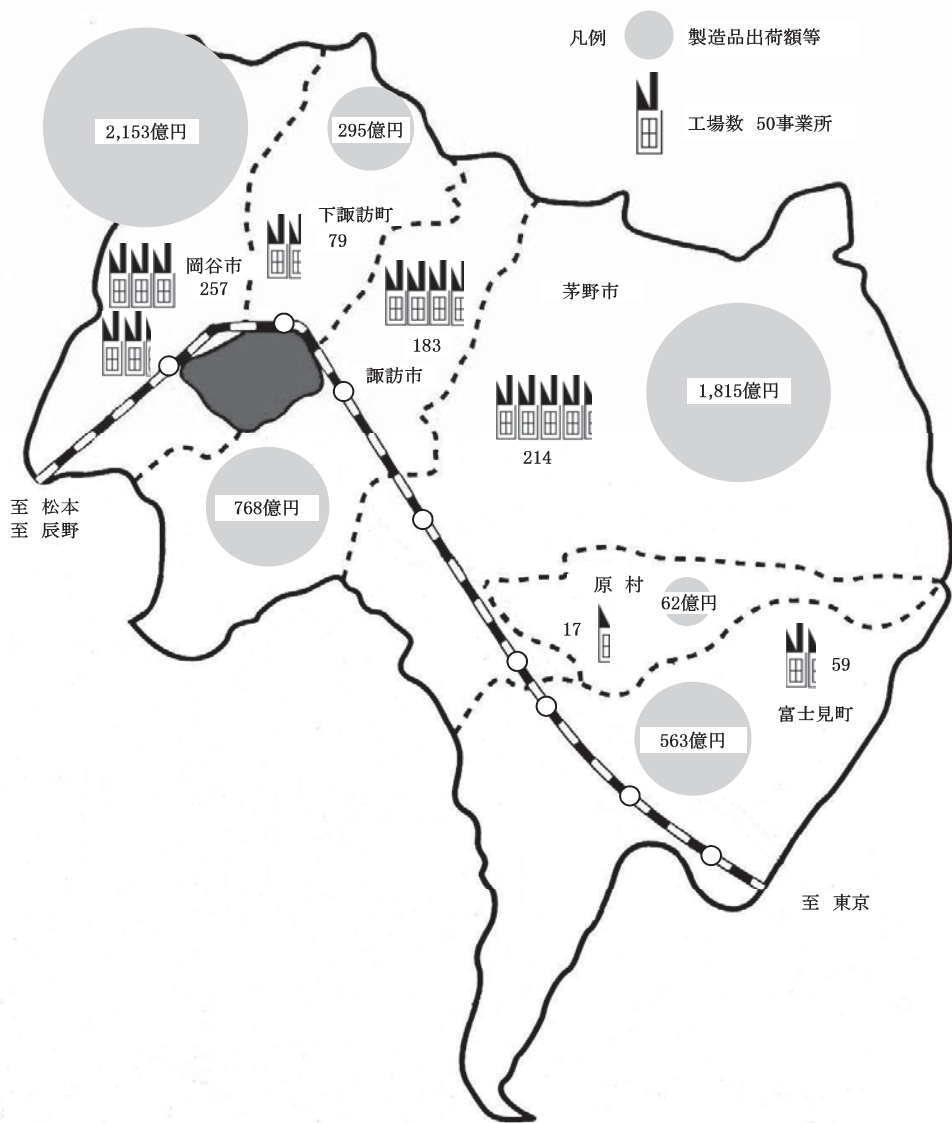 凡例 製造品出荷額等
工場数 50事業所
2,153億円
295億円
下諏訪町
79
岡谷市
257
183
諏訪市
茅野市
1,815億円
214
768億円
至 松本
至 辰野
原 村
62億円
17
59
富士見町
563億円
至 東京